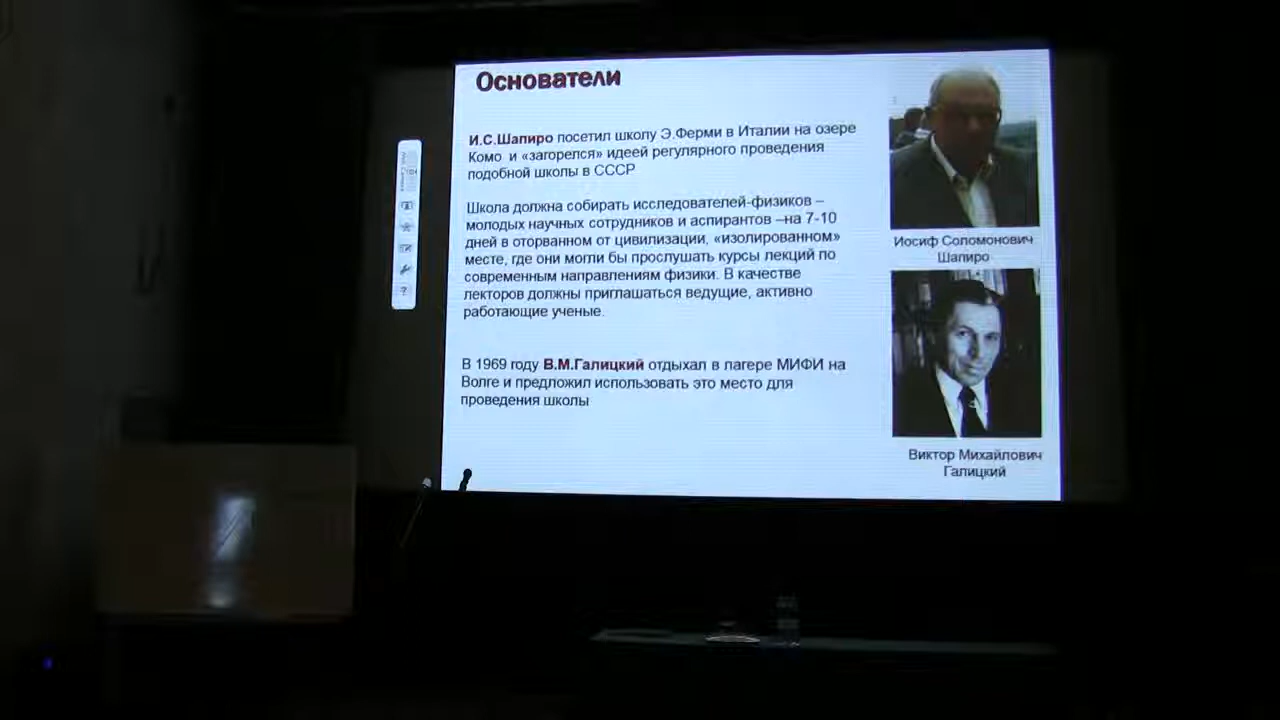 Основатели
И.С.Шапиро посетил школу Э.Ферми в Италии на озере
Комо и «загорелся» идеей регулярного проведения
подобной школы в СССР
Школа должна собирать исследователей-физиков –
молодых научных сотрудников и аспирантов –на 7-10
дней в оторванном от цивилизации, «изолированном»
месте, где они могли бы прослушать курсы лекций по
современным направлениям физики. В качестве
лекторов должны приглашаться ведущие, активно
работающие ученые.
В 1969 году В.М.Галицкий отдыхал в лагере МИФИ на
Волге и предложил использовать это место для
проведения школы
Иосиф Соломонович
Шапиро
Виктор Михайлович
Галицкий